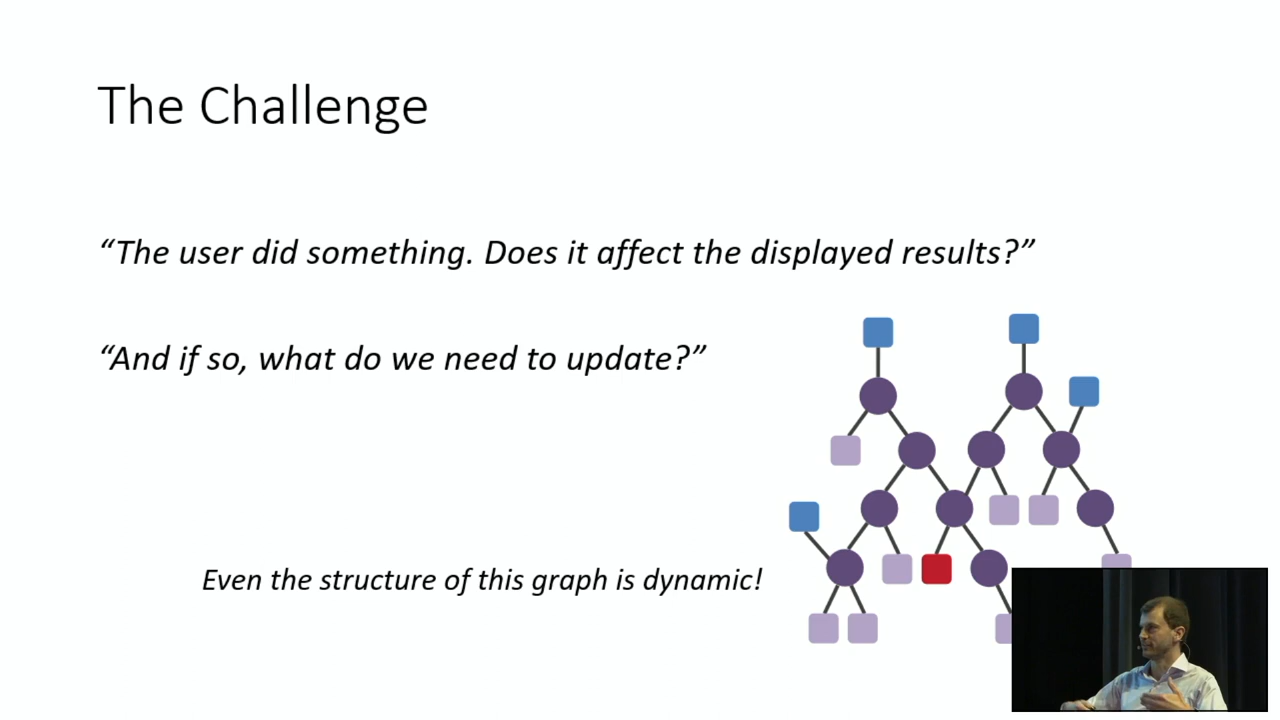 The Challenge
“The user did something. Does it affect the displayed results?”
“And if so, what do we need to update?”
Even the structure of this graph is dynamic!